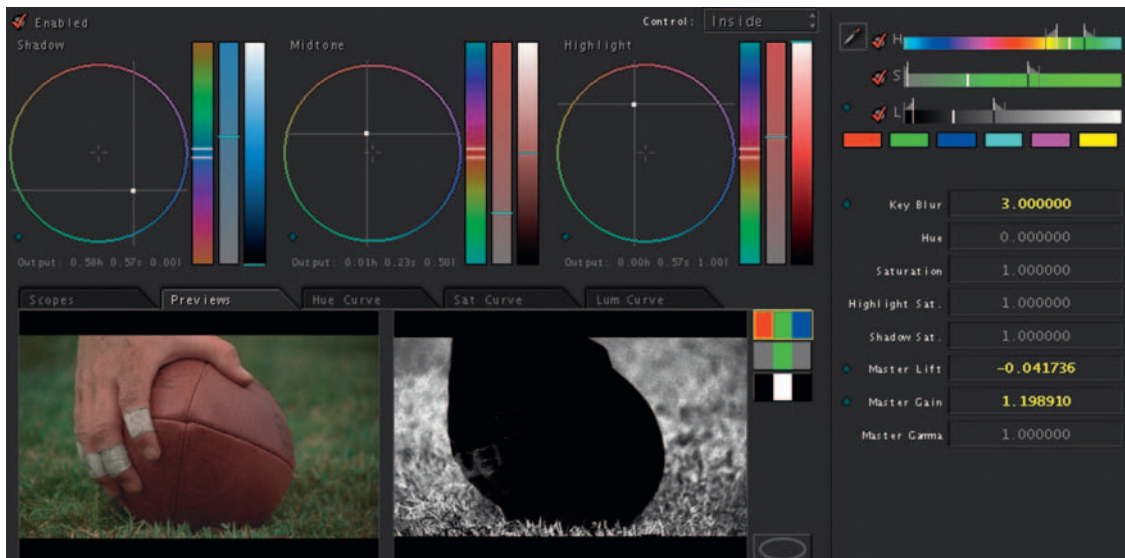 Enabled
Control: Inside
Shadow
Midtone
Highlight
H
S
L
Output: 0.58h 0.57s 0.00l
Output: 0.01h 0.23s 0.50l
Output: 0.00h 0.57s 1.00l
Scopes
Previews
Hue Curve
Sat Curve
Lum Curve
Key Blur 3.000000
Hue 0.000000
Saturation 1.000000
Highlight Sat. 1.000000
Shadow Sat. 1.000000
Master Lift -0.041736
Master Gain 1.198910
Master Gamma 1.000000